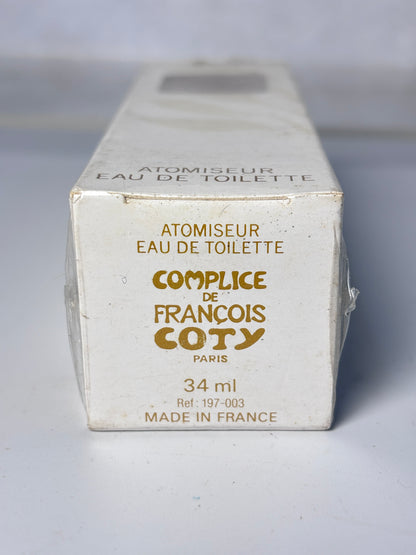 ATOMISEUR
EAU DE TOILETTE
ATOMISEUR
EAU DE TOILETTE
COMPLICE
DE
FRANÇOIS
COTY
PARIS
34 ml
Ref: 197-003
MADE IN FRANCE